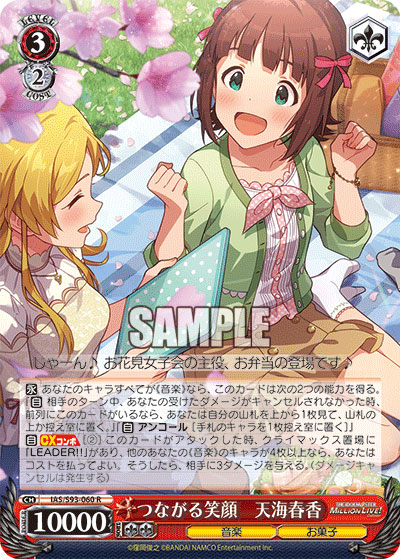 LEVEL
3
2
COST
SAMPLE
じゃーん♪ お花見女子会の主役、お弁当の登場です♪
永 あなたのキャラすべてが《音楽》なら、このカードは次の2つの能力を得る。
『自 相手のターン中、あなたの受けたダメージがキャンセルされなかった時、
前列にこのカードがいるなら、あなたは自分の山札を上から1枚見て、山札の
上か控え室に置く。』『自 アンコール ［手札のキャラを1枚控え室に置く］』
自 CXコンボ ［(2)］ このカードがアタックした時、クライマックス置場に
「LEADER!!」があり、他のあなたの《音楽》のキャラが4枚以上なら、あなたは
コストを払ってよい。そうしたら、相手に3ダメージを与える。（ダメージキャン
セルは発生する）
CH IAS/S93-060 R
10000
つながる笑顔 天海春香
THE IDOLM@STER
MILLION LIVE!
音楽
お菓子
©窪岡俊之 ©BANDAI NAMCO Entertainment Inc.